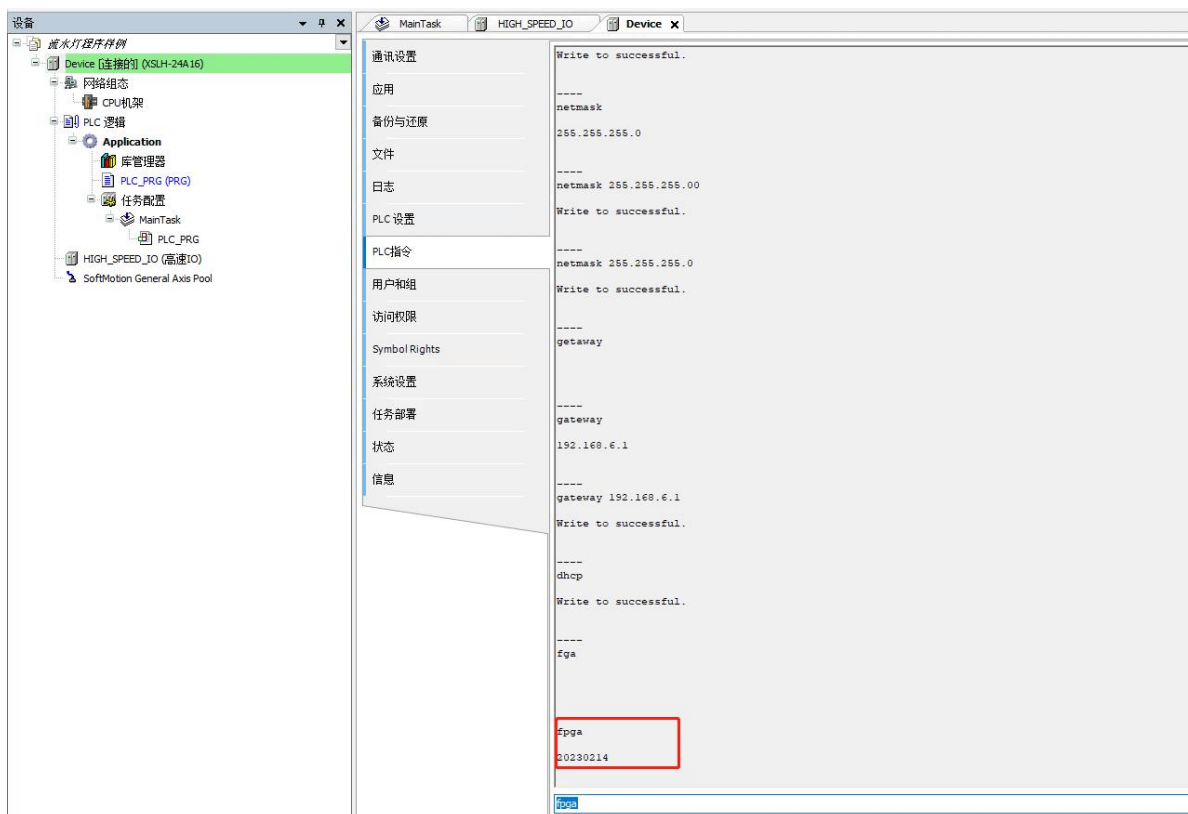 设备
流水灯程序样例
Device [连接的] (XSLH-24A16)
网络组态
CPU机架
PLC 逻辑
Application
库管理器
PLC_PRG (PRG)
任务配置
MainTask
PLC_PRG
HIGH_SPEED_IO (高速IO)
SoftMotion General Axis Pool
MainTask
HIGH_SPEED_IO
Device
通讯设置
应用
备份与还原
文件
日志
PLC 设置
PLC指令
用户和组
访问权限
Symbol Rights
系统设置
任务部署
状态
信息
Write to successful.
----
netmask
255.255.255.0
----
netmask 255.255.255.00
Write to successful.
----
netmask 255.255.255.0
Write to successful.
----
getaway
----
gateway
192.168.6.1
----
gateway 192.168.6.1
Write to successful.
----
dhcp
Write to successful.
----
fga
fpga
20230214
fpga